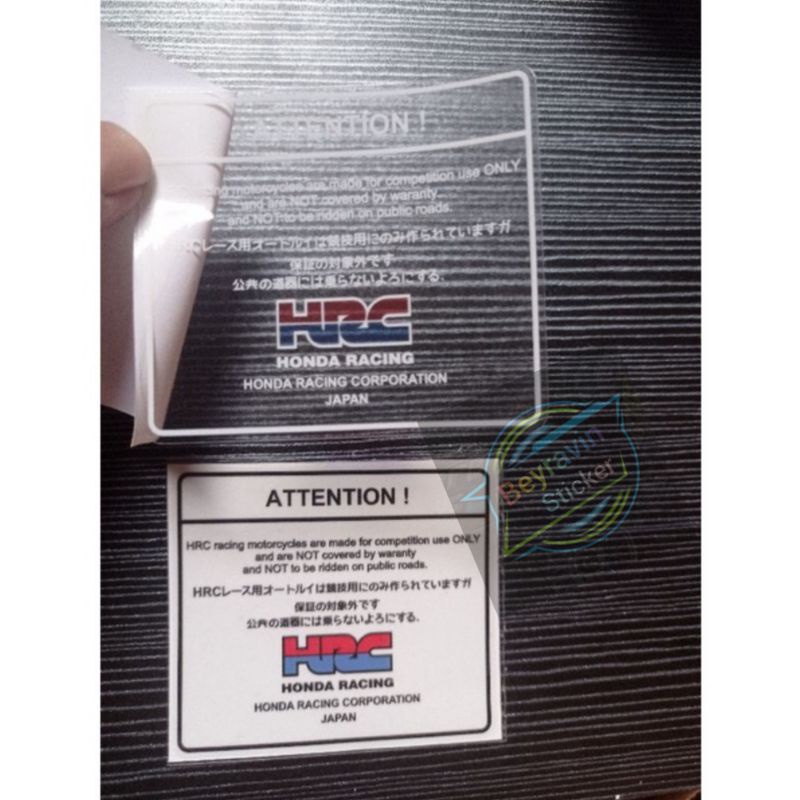 ATTENTION !
racing motorcycles are made for competition use ONLY
and are NOT covered by waranty
and NOT to be ridden on public roads.
HRCレース用オートルイは競技用にのみ作られていますガ
保証の対象外です
公共の道器には乗らないよろにする.
HRC
HONDA RACING
HONDA RACING CORPORATION
JAPAN
Beyravin
Sticker
ATTENTION !
HRC racing motorcycles are made for competition use ONLY
and are NOT covered by waranty
and NOT to be ridden on public roads.
HRCレース用オートルイは競技用にのみ作られていますガ
保証の対象外です
公共の道器には乗らないよろにする.
HRC
HONDA RACING
HONDA RACING CORPORATION
JAPAN